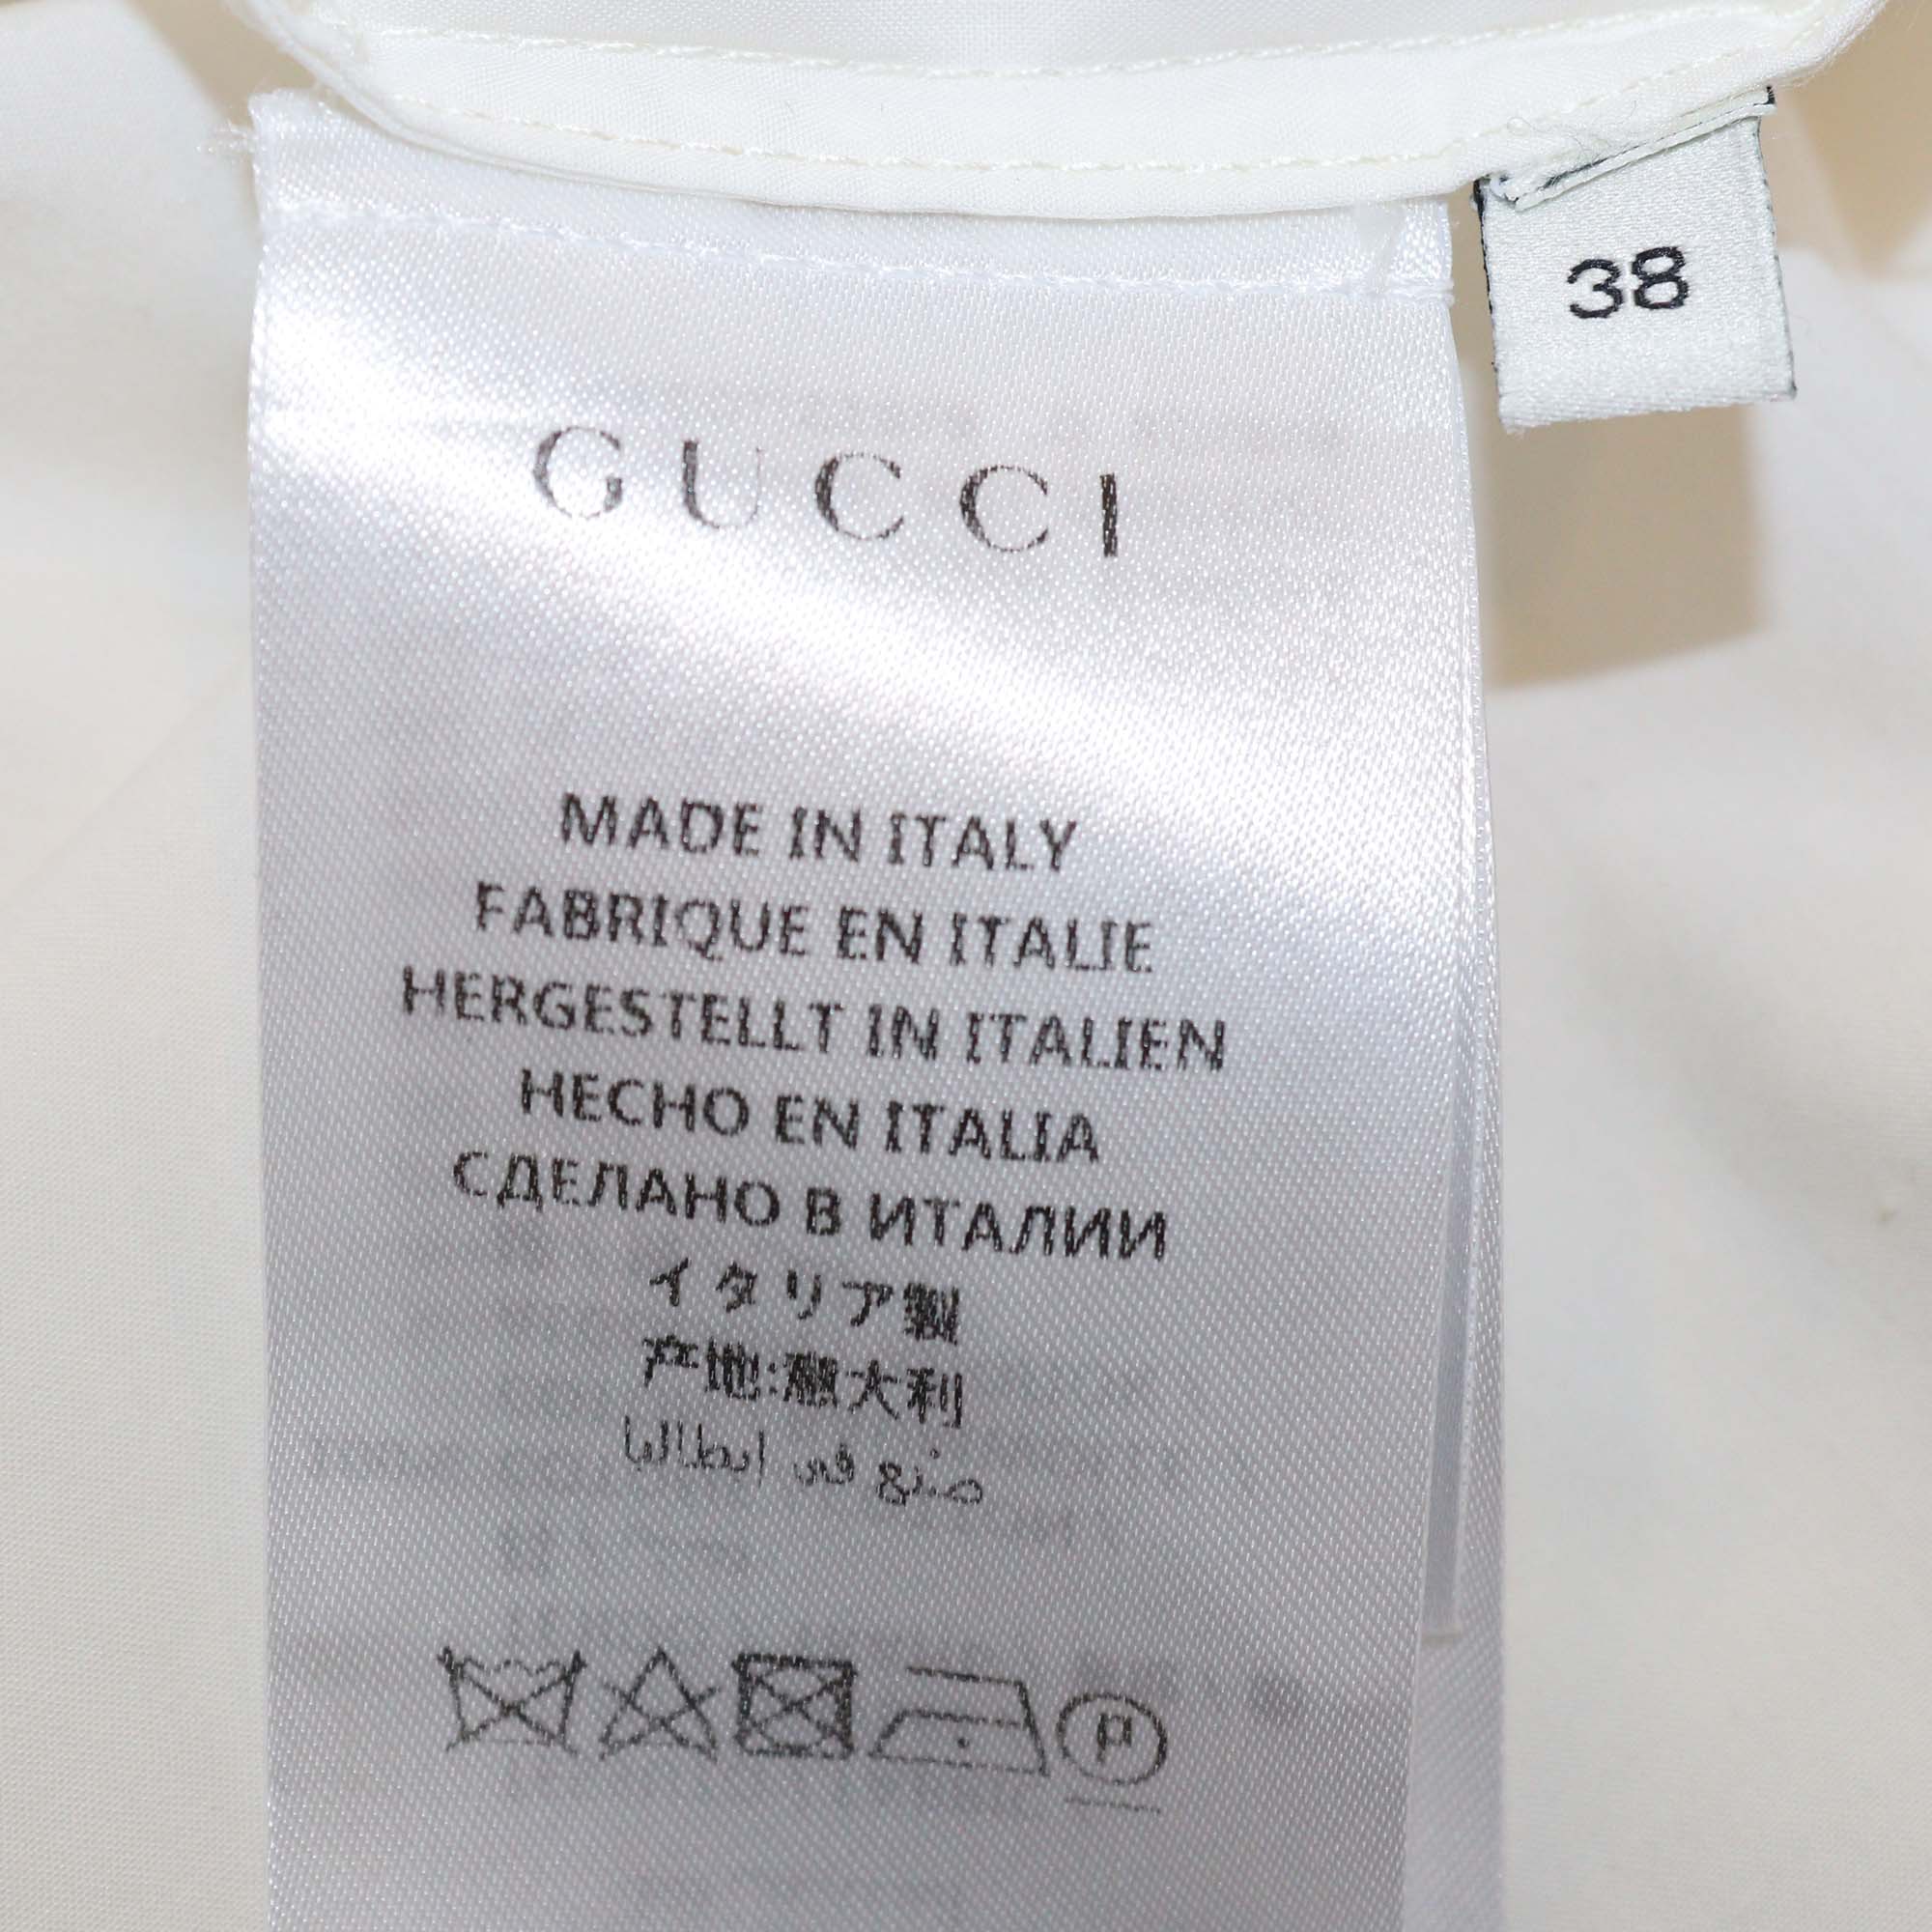 38
GUCCI
MADE IN ITALY
FABRIQUE EN ITALIE
HERGESTELLT IN ITALIEN
HECHO EN ITALIA
СДЕЛАНО В ИТАЛИИ
イタリア製
产地:意大利
صنع في ايطاليا
P